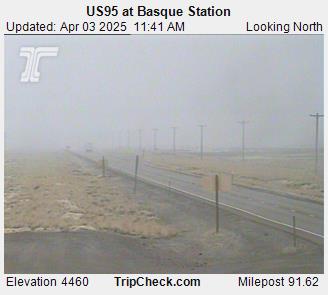 US95 at Basque Station
Updated: Apr 03 2025 11:41 AM Looking North
Elevation 4460 TripCheck.com Milepost 91.62